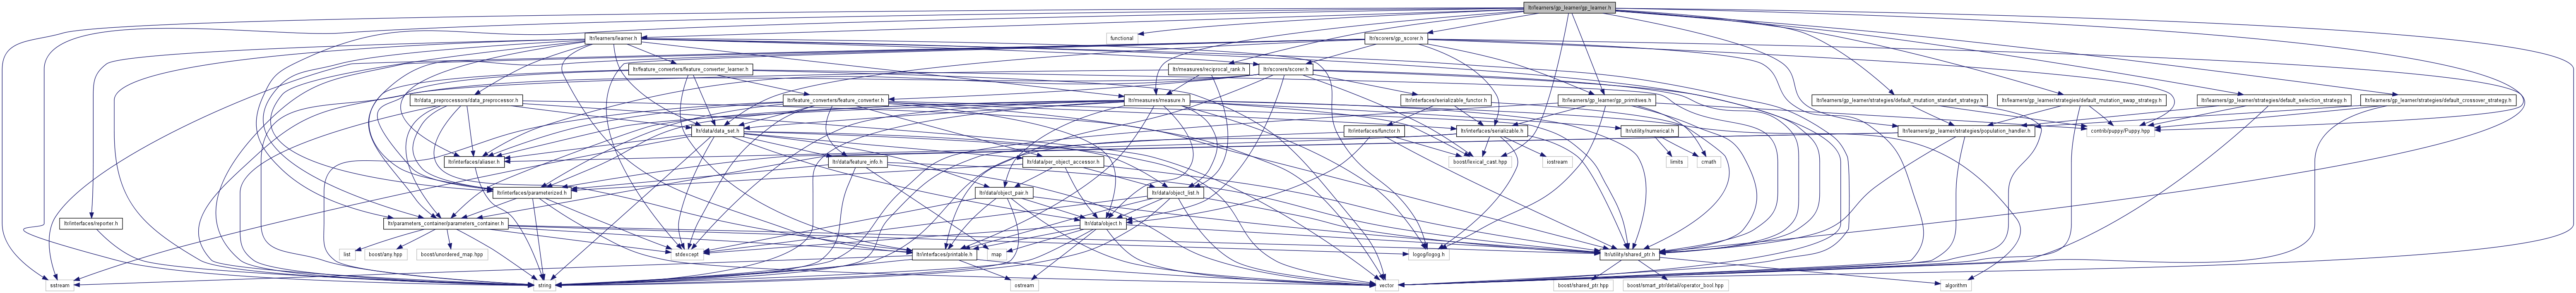 ltr/learners/gp_learner/gp_learner.h
ltr/learners/learner.h
functional
ltr/scorers/gp_scorer.h
ltr/feature_converters/feature_converter_learner.h
ltr/measures/reciprocal_rank.h
ltr/scorers/scorer.h
ltr/data_preprocessors/data_preprocessor.h
ltr/feature_converters/feature_converter.h
ltr/measures/measure.h
ltr/interfaces/serializable_functor.h
ltr/learners/gp_learner/gp_primitives.h
ltr/learners/gp_learner/strategies/default_mutation_standart_strategy.h
ltr/learners/gp_learner/strategies/default_mutation_swap_strategy.h
ltr/learners/gp_learner/strategies/default_selection_strategy.h
ltr/learners/gp_learner/strategies/default_crossover_strategy.h
ltr/data/data_set.h
ltr/interfaces/functor.h
ltr/interfaces/serializable.h
ltr/utility/numerical.h
ltr/learners/gp_learner/strategies/population_handler.h
contrib/puppy/Puppy.hpp
ltr/interfaces/aliaser.h
ltr/data/feature_info.h
ltr/data/per_object_accessor.h
boost/lexical_cast.hpp
iostream
limits
cmath
ltr/interfaces/parameterized.h
ltr/data/object_pair.h
ltr/data/object_list.h
ltr/interfaces/reporter.h
ltr/parameters_container/parameters_container.h
ltr/data/object.h
list
boost/any.hpp
boost/unordered_map.hpp
stdexcept
ltr/interfaces/printable.h
map
logog/logog.h
ltr/utility/shared_ptr.h
sstream
string
ostream
vector
boost/shared_ptr.hpp
boost/smart_ptr/detail/operator_bool.hpp
algorithm